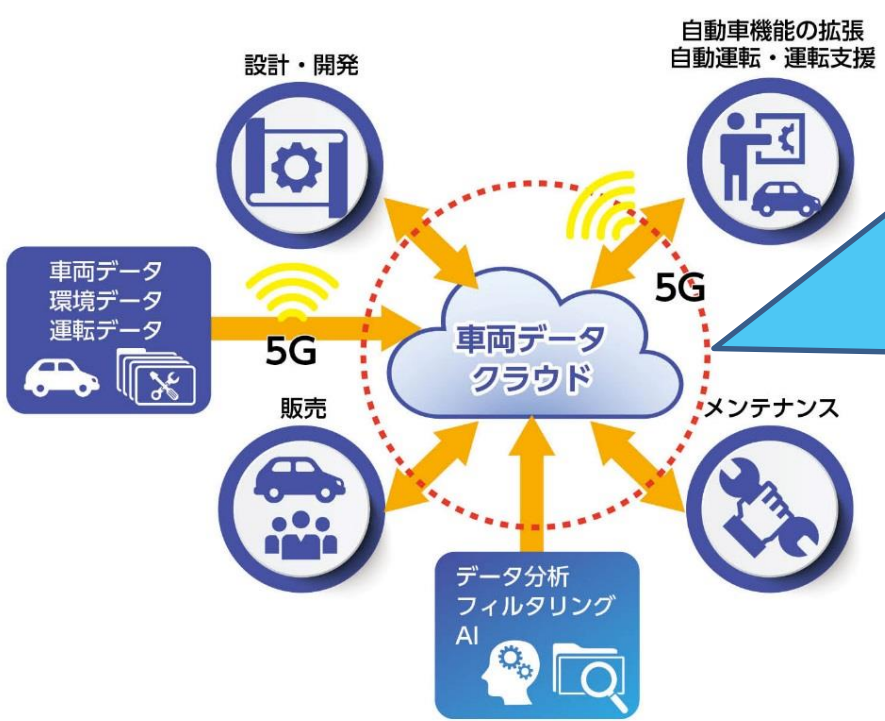 設計・開発
自動車機能の拡張
自動運転・運転支援
車両データ
環境データ
運転データ
5G
5G
車両データ
クラウド
販売
メンテナンス
データ分析
フィルタリング
AI